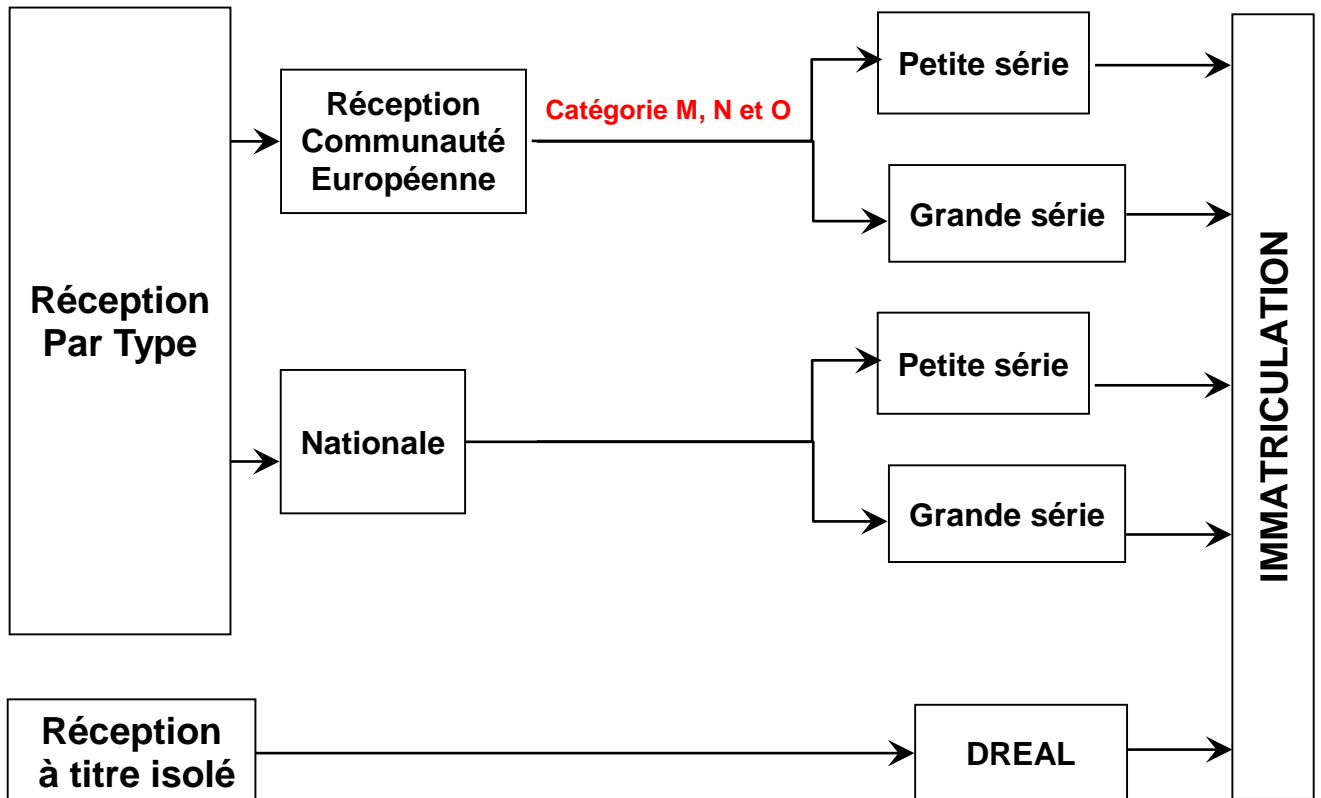 Réception
Par Type
Réception
Communauté
Européenne
Catégorie M, N et O
Petite série
Grande série
Nationale
Petite série
Grande série
Réception
à titre isolé
DREAL
IMMATRICULATION